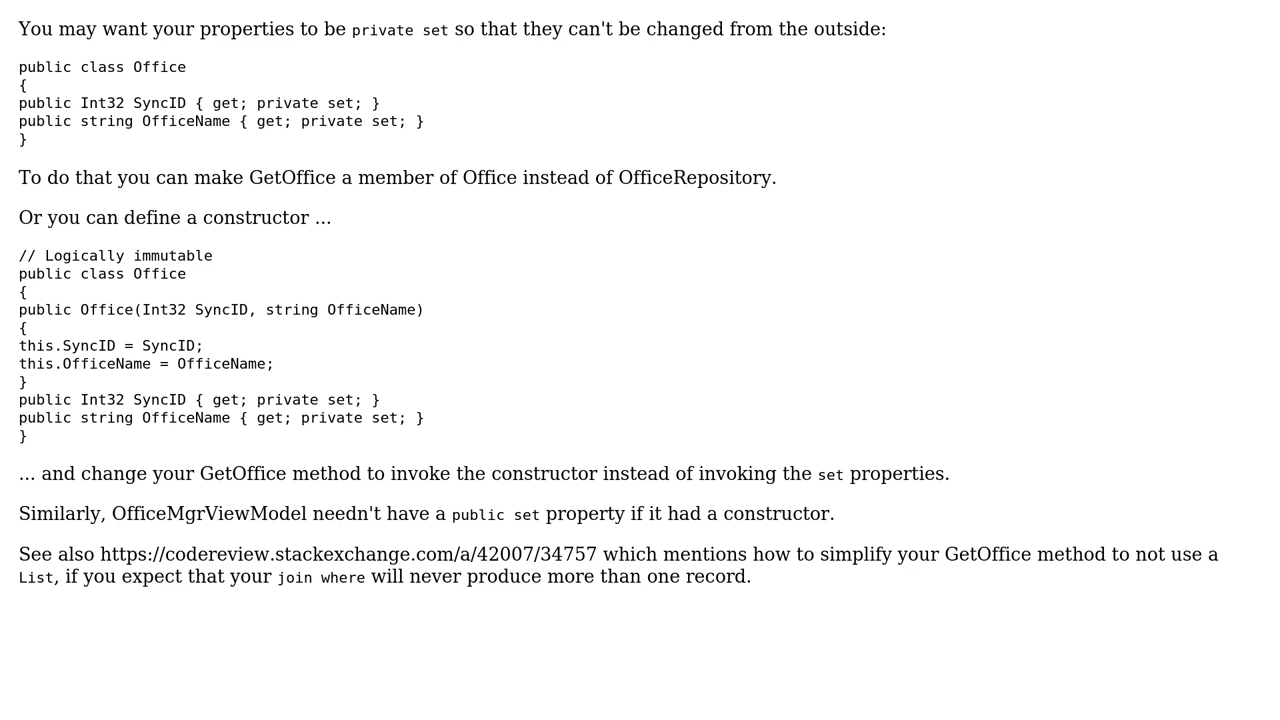 You may want your properties to be private set so that they can't be changed from the outside:
public class Office
{
public Int32 SyncID { get; private set; }
public string OfficeName { get; private set; }
}
To do that you can make GetOffice a member of Office instead of OfficeRepository.
Or you can define a constructor ...
// Logically immutable
public class Office
{
public Office(Int32 SyncID, string OfficeName)
{
this.SyncID = SyncID;
this.OfficeName = OfficeName;
}
public Int32 SyncID { get; private set; }
public string OfficeName { get; private set; }
}
... and change your GetOffice method to invoke the constructor instead of invoking the set properties.
Similarly, OfficeMgrViewModel needn't have a public set property if it had a constructor.
See also https://codereview.stackexchange.com/a/42007/34757 which mentions how to simplify your GetOffice method to not use a
List, if you expect that your join where will never produce more than one record.